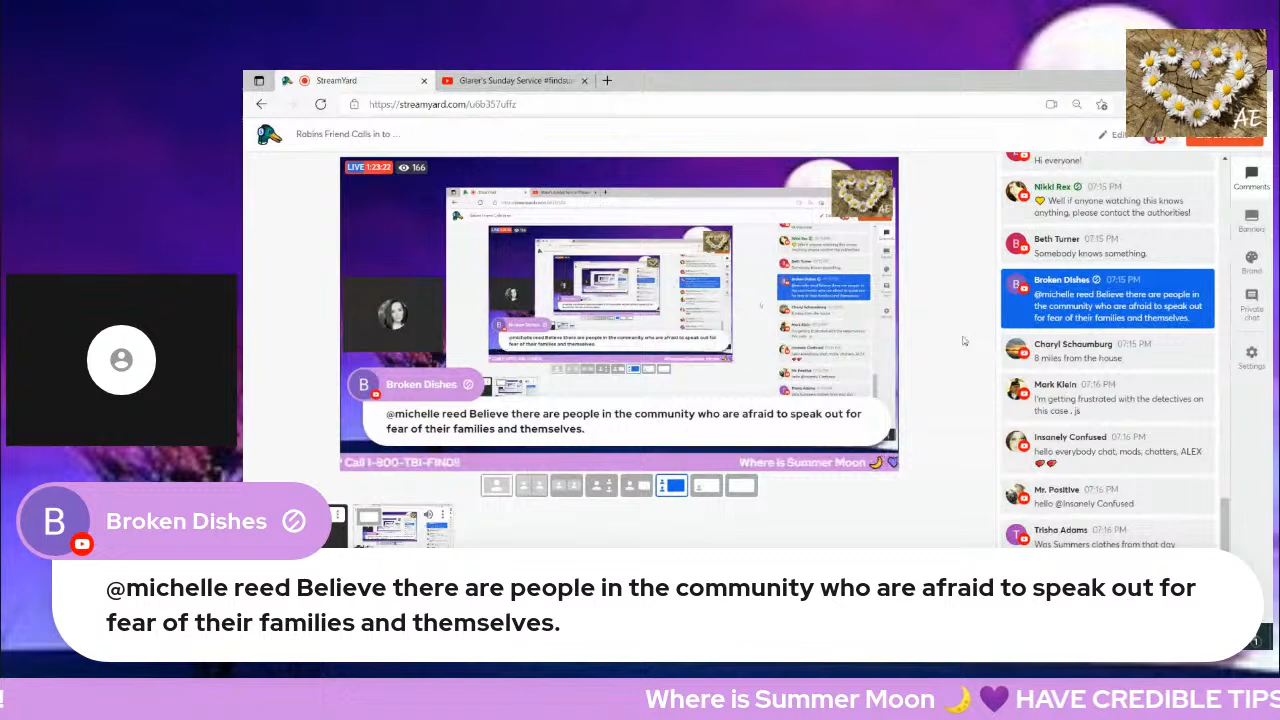 AE
StreamYard
Glarer's Sunday Service #findsu
https://streamyard.com/u6b357uffz
Robins Friend Calls in to ...
Edi
LIVE 1:23:22 166
Hi everyone!
Nikki Rex 07:15 PM
💛 Well if anyone watching this knows
anything, please contact the authorities!
Beth Turner 07:15 PM
Somebody knows something.
Broken Dishes 07:15 PM
@michelle reed Believe there are people in
the community who are afraid to speak
out for fear of their families and themselves.
Cheryl Schaumburg 07:15 PM
8 miles from the house
Mark Klein 07:16 PM
I'm getting frustrated with the detectives on
this case , js
Insanely Confused 07:16 PM
hello everybody chat, mods, chatters, ALEX
Mr. Positive 07:16 PM
hello @Insanely Confused
Trisha Adams 07:16 PM
Was Summers clothes from that day
Comments
Banners
Brand
Private
chat
Settings
AE
Broken Dishes
@michelle reed Believe there are people in the community who are afraid to speak out for
fear of their families and themselves.
Call 1-800-TBI-FIND!! Where is Summer Moon 🌙💜
B Broken Dishes
@michelle reed Believe there are people in the community who are afraid to speak out for
fear of their families and themselves.
! Where is Summer Moon 🌙💜 HAVE CREDIBLE TIPS